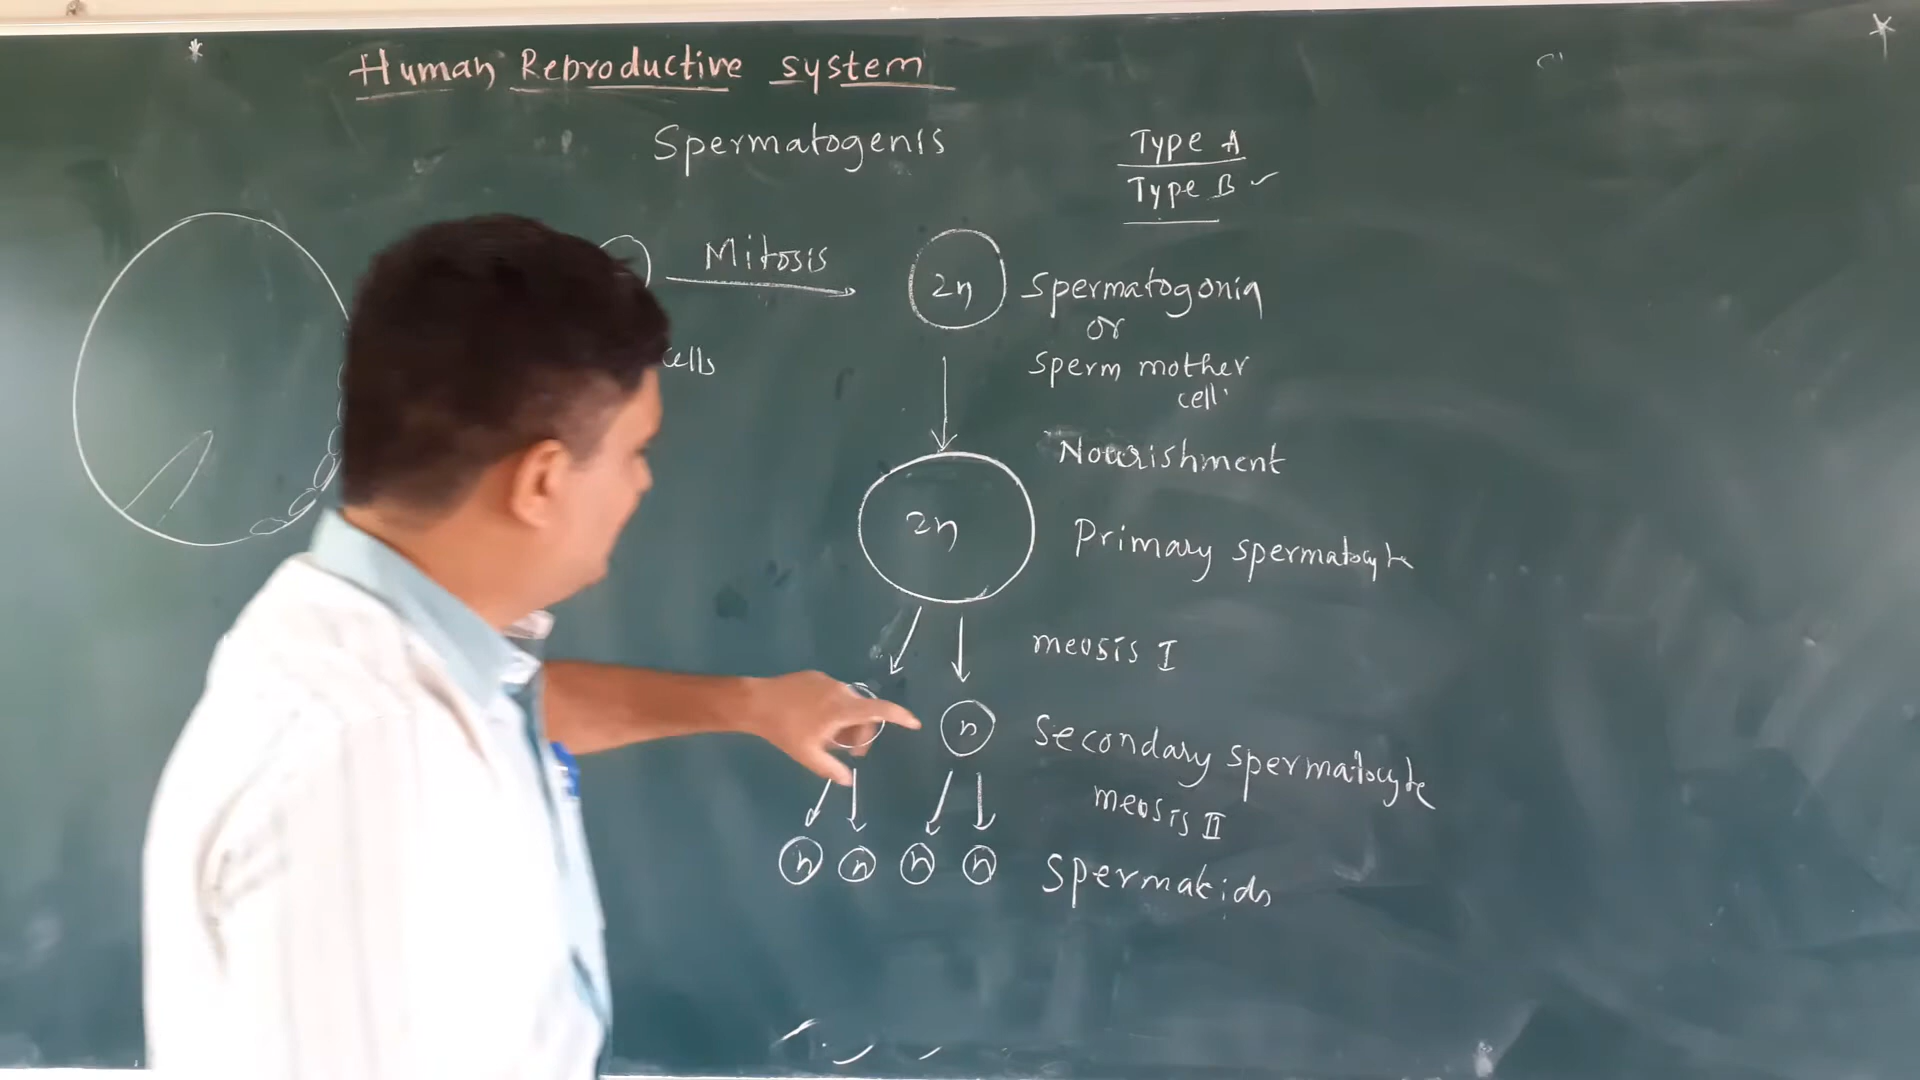 Human Reproductive system
Spermatogenis
Type A
Type B
Mitosis
2n
Spermatogonia
or
Sperm mother
cell
cells
Nourishment
2n
Primary spermatocyte
meosis I
n
Secondary spermatocyte
meosis II
n n n n
Spermatids